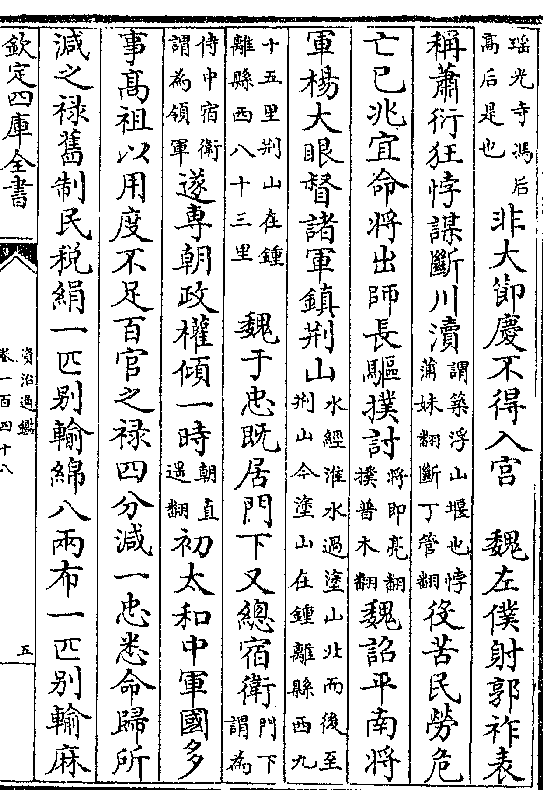 瑶光寺馮后髙后是也非大節慶不得入宫 魏左僕射郭祚表
稱蕭衍狂悖謀斷川瀆謂築浮山堰也悖蒲妹翻斷丁管翻役苦民勞危
亡已兆宜命將出師長驅撲討將即亮翻撲普木翻魏詔平南將
軍楊大眼督諸軍鎮荆山水經淮水過塗山北而後至荆山今塗山在鍾離縣西九
十五里荆山在鍾離縣西八十三里 魏于忠既居門下又總宿衛門下謂為
侍中宿衛謂為領軍遂專朝政權傾一時朝直遥翻初太和中軍國多
事髙祖以用度不足百官之禄四分減一忠悉命歸所
減之禄舊制民税絹一匹别輸綿八兩布一匹别輸麻
欽定四庫全書
資治通鑑
卷一百四十八
五